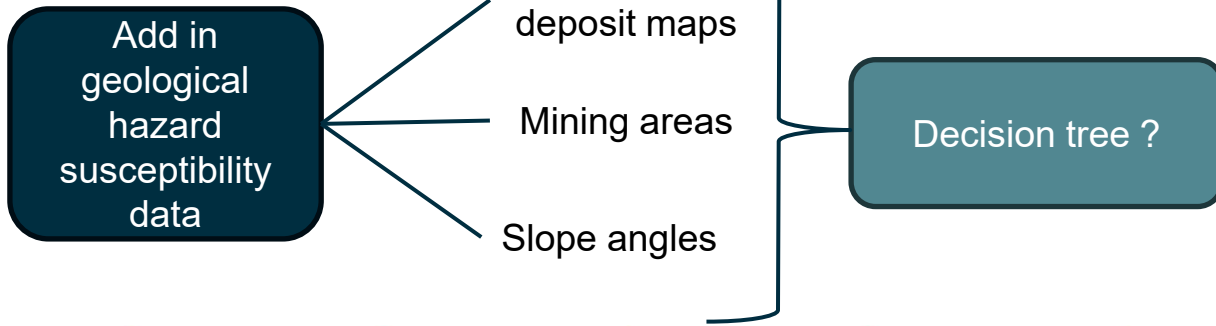 Add in
geological
hazard
susceptibility
data
deposit maps
Mining areas
Slope angles
Decision tree ?